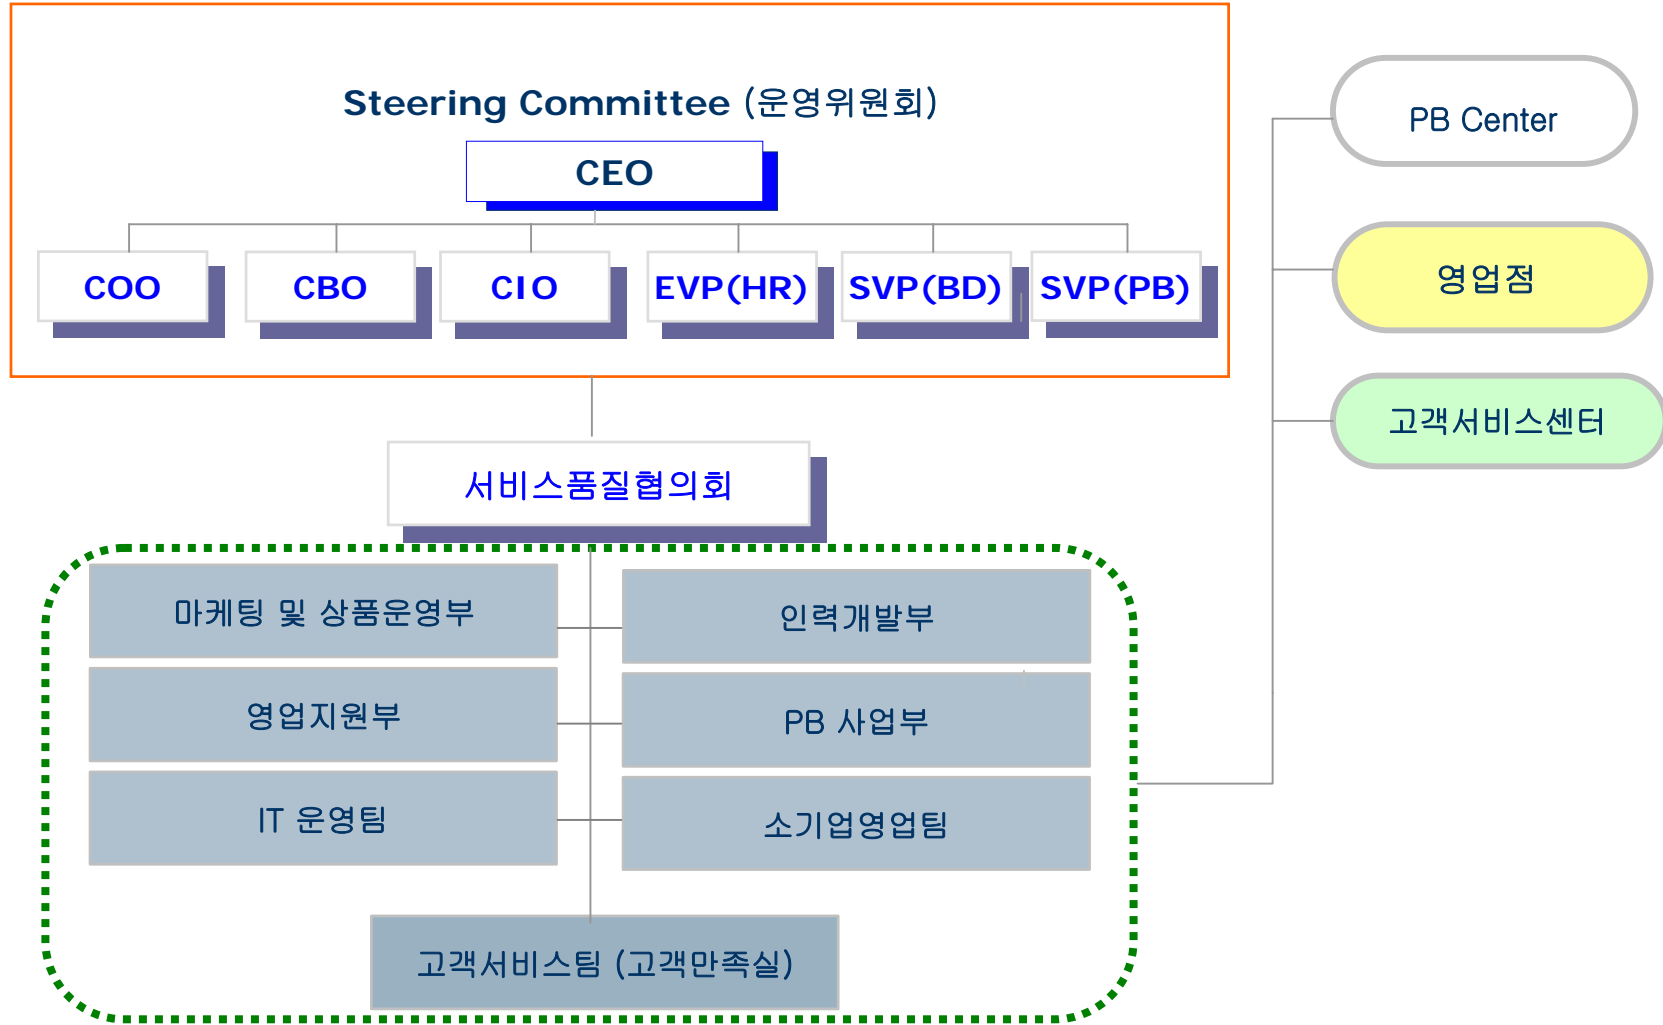 Steering Committee (운영위원회)
CEO
COO
CBO
CIO
EVP(HR)
SVP(BD)
SVP(PB)
서비스품질협의회
마케팅 및 상품운영부
인력개발부
영업지원부
PB 사업부
IT 운영팀
소기업영업팀
고객서비스팀 (고객만족실)
PB Center
영업점
고객서비스센터